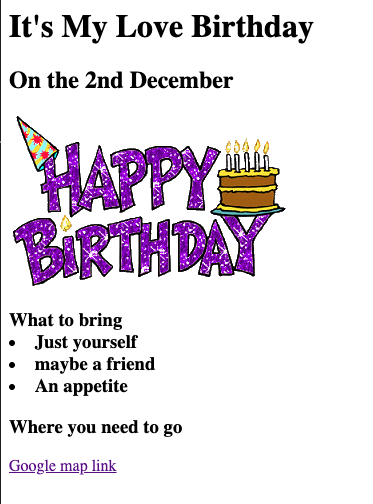 It's My Love Birthday
On the 2nd December
HAPPY
BIRTHDAY
What to bring
• Just yourself
• maybe a friend
• An appetite
Where you need to go
Google map link